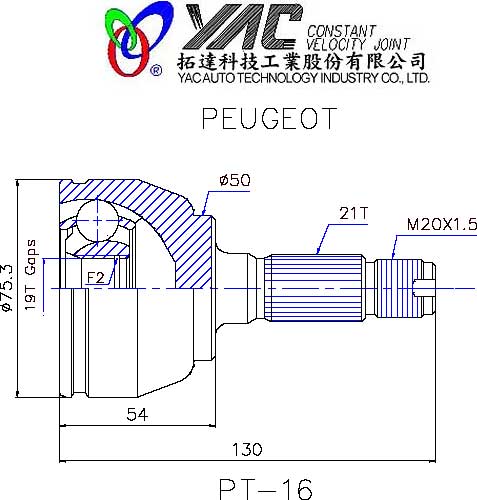 YAC CONSTANT
VELOCITY JOINT
®
拓達科技工業股份有限公司
YAC AUTO TECHNOLOGY INDUSTRY CO., LTD
PEUGEOT
ø50
21T
M20X1.5
F2
19T Gaps
ø75.3
54
130
PT-16